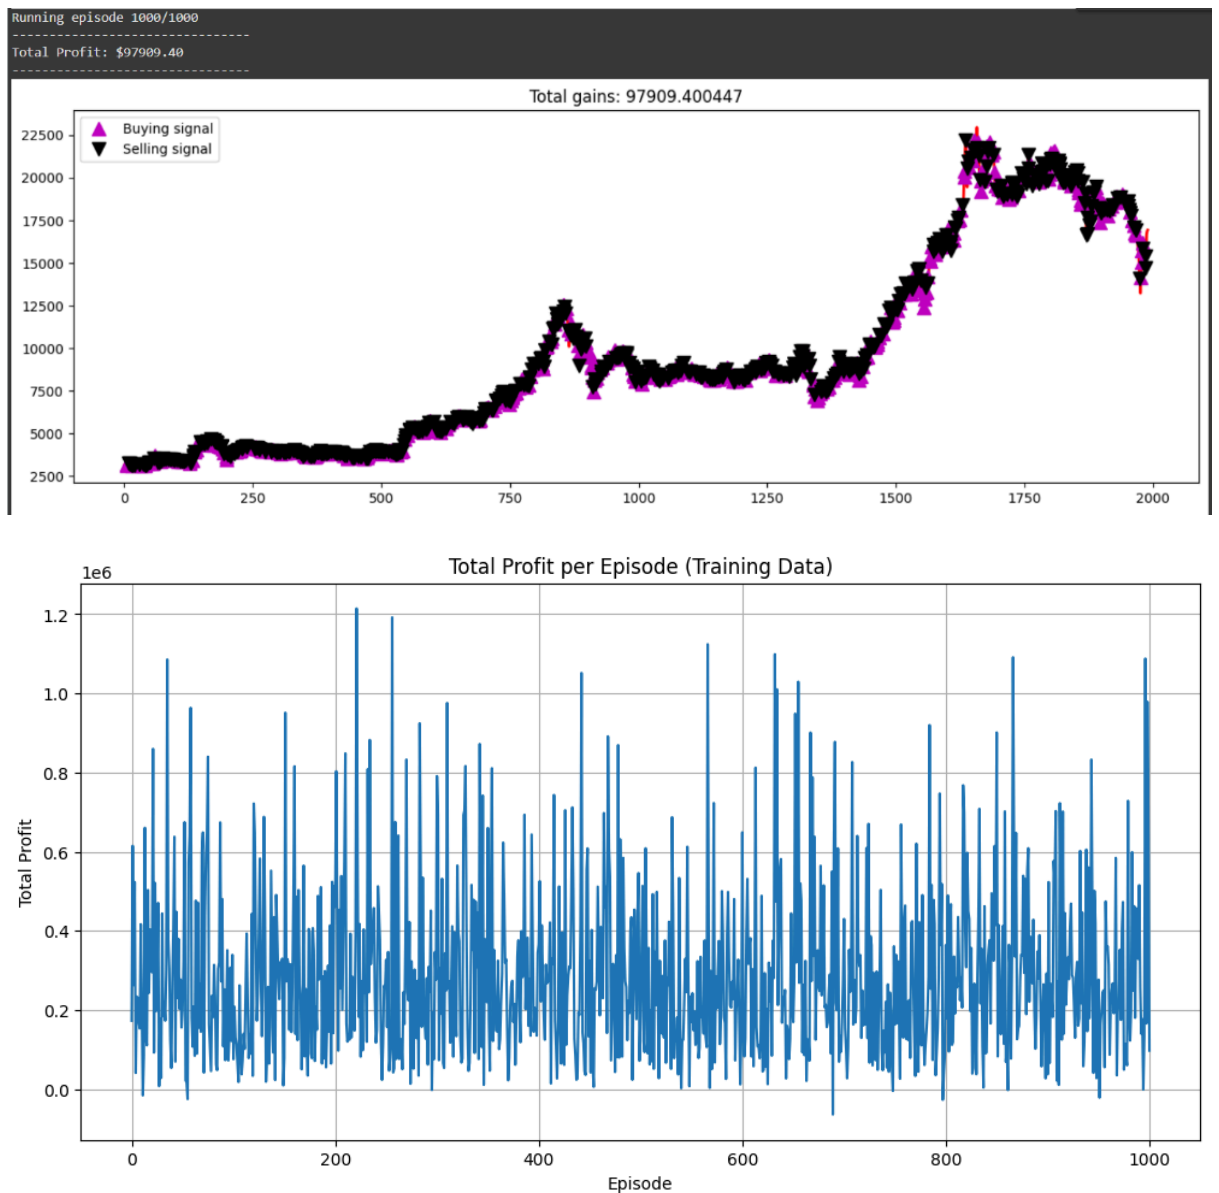 Running episode 1000/1000
--------------------------------
Total Profit: $97909.40
--------------------------------
Total gains: 97909.400447
Buying signal
Selling signal
22500
20000
17500
15000
12500
10000
7500
5000
2500
0 250 500 750 1000 1250 1500 1750 2000
Total Profit per Episode (Training Data)
1e6
1.2
1.0
0.8
0.6
0.4
0.2
0.0
Total Profit
0 200 400 600 800 1000
Episode